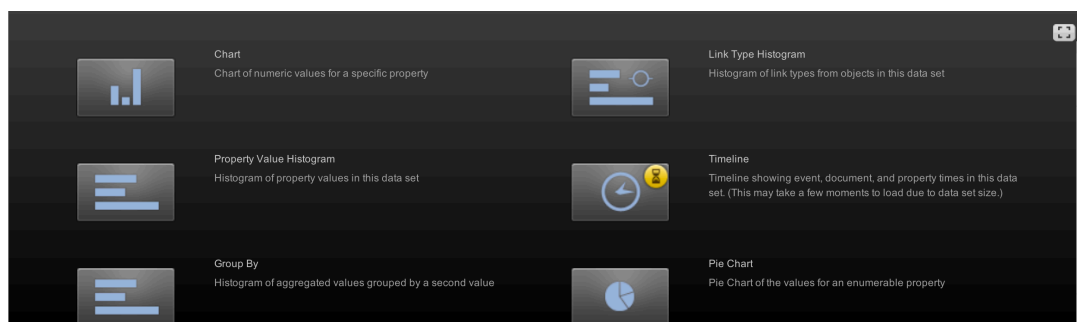 Chart
Chart of numeric values for a specific property
Link Type Histogram
Histogram of link types from objects in this data set
Property Value Histogram
Histogram of property values in this data set
Timeline
Timeline showing event, document, and property times in this data
set. (This may take a few moments to load due to data set size.)
Group By
Histogram of aggregated values grouped by a second value
Pie Chart
Pie Chart of the values for an enumerable property